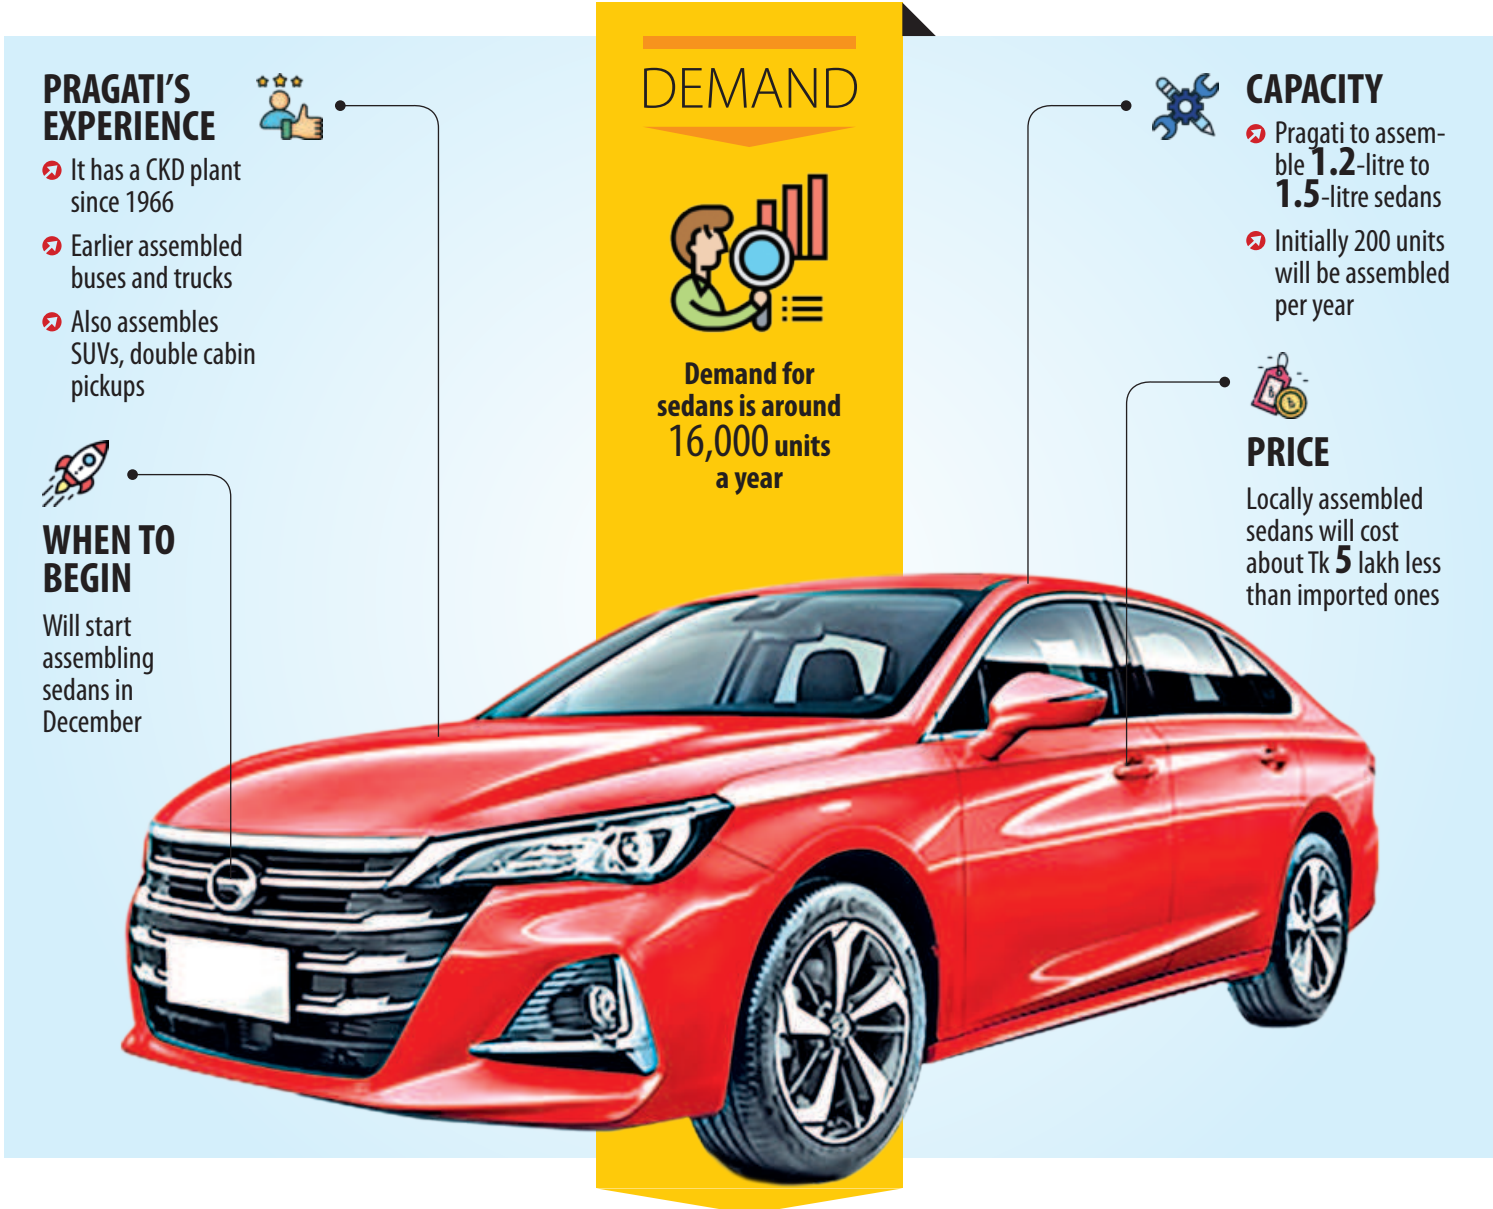 PRAGATI'S
EXPERIENCE
It has a CKD plant
since 1966
Earlier assembled
buses and trucks
Also assembles
SUVs, double cabin
pickups
WHEN TO
BEGIN
Will start
assembling
sedans in
December
DEMAND
Demand for
sedans is around
16,000 units
a year
CAPACITY
Pragati to assem-
ble 1.2-litre to
1.5-litre sedans
Initially 200 units
will be assembled
per year
PRICE
Locally assembled
sedans will cost
about Tk 5 lakh less
than imported ones